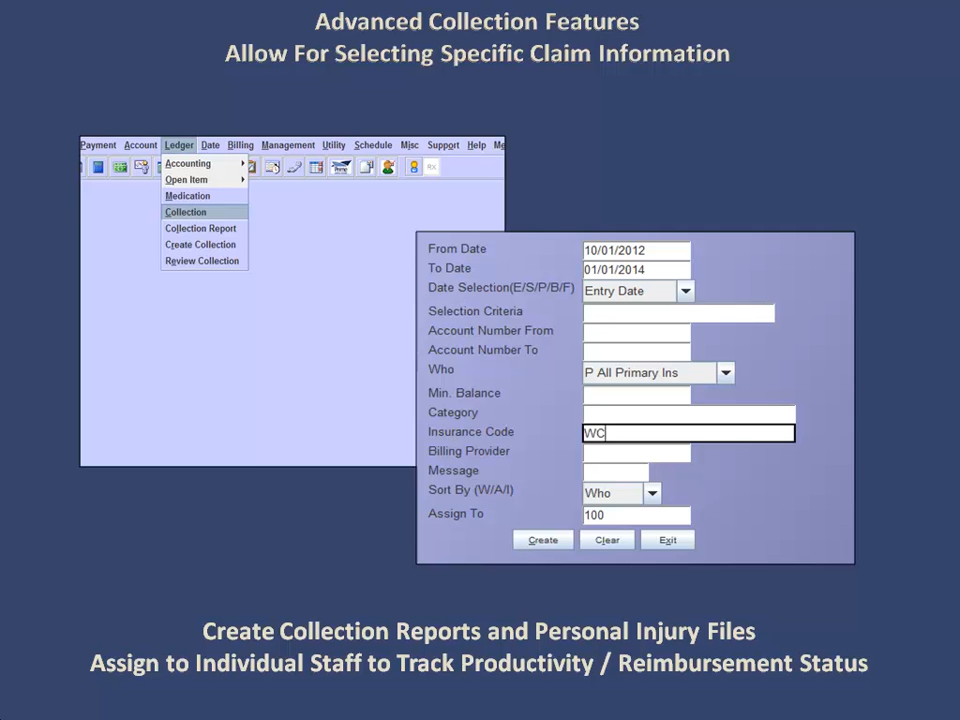 Advanced Collection Features
Allow For Selecting Specific Claim Information
Payment Account Ledger Date Billing Management Utility Schedule Misc Support Help
Accounting
Open Item
Medication
Collection
Collection Report
Create Collection
Review Collection
From Date 10/01/2012
To Date 01/01/2014
Date Selection(E/S/P/B/F) Entry Date
Selection Criteria
Account Number From
Account Number To
Who P All Primary Ins
Min. Balance
Category
Insurance Code WC
Billing Provider
Message
Sort By (W/A/I) Who
Assign To 100
Create Clear Exit
Create Collection Reports and Personal Injury Files
Assign to Individual Staff to Track Productivity / Reimbursement Status